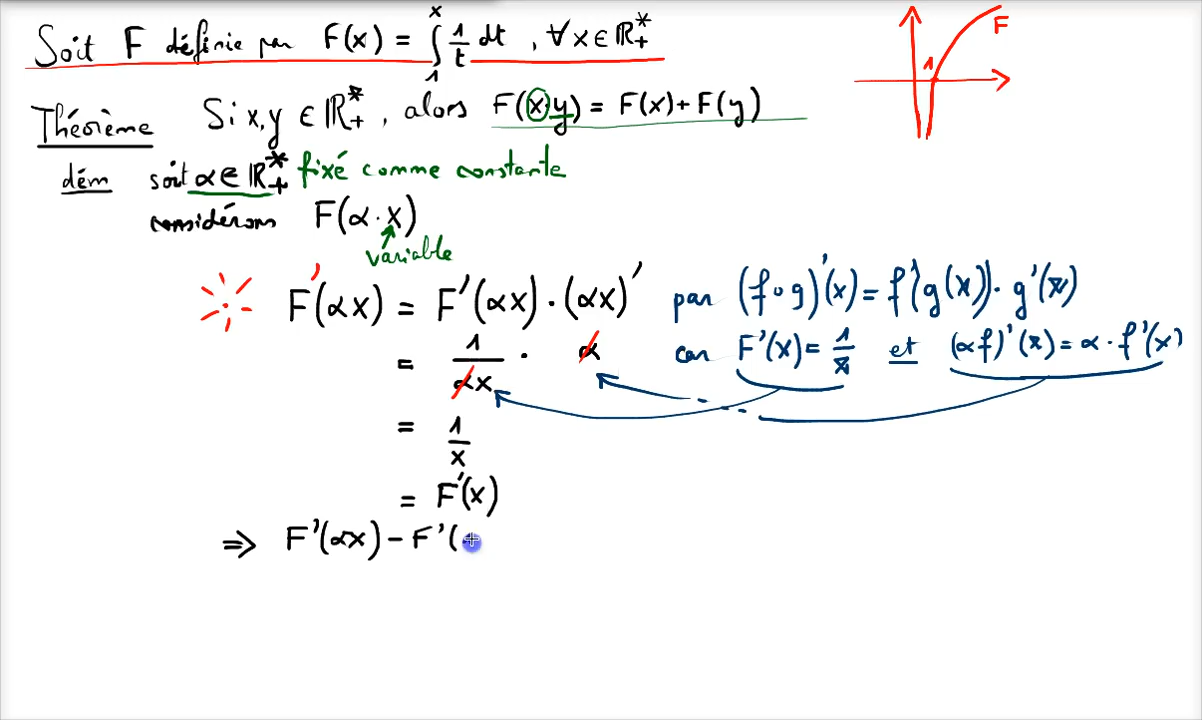 Soit F définie par F(x) = ∫₁ˣ 1/t dt , ∀ x ∈ ℝ₊*
F
1
Théorème Si x,y ∈ ℝ₊* , alors F(x·y) = F(x) + F(y)
dém soit α ∈ ℝ₊* fixé comme constante
considérons F(α·x)
variable
F'(αx) = F'(αx) · (αx)' par (f∘g)'(x) = f'(g(x)) · g'(x)
= 1/(αx) · α car F'(x) = 1/x et (αf)'(x) = α · f'(x)
= 1/x
= F'(x)
⇒ F'(αx) − F'(